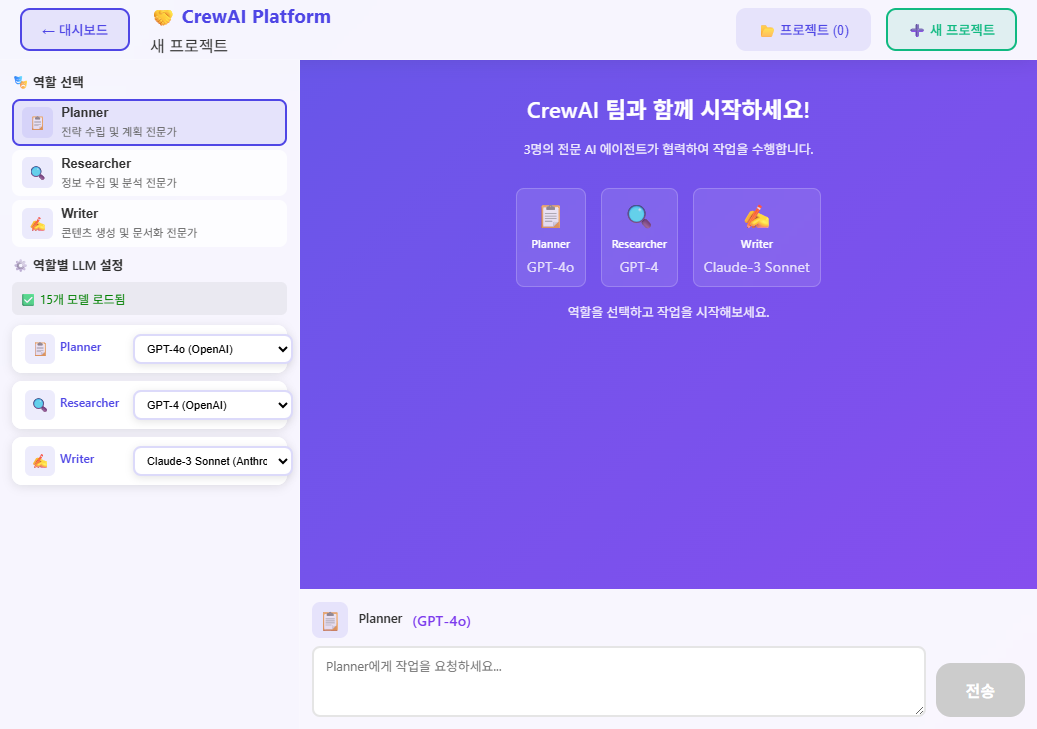 ← 대시보드
CrewAI Platform
새 프로젝트
프로젝트 (0)
새 프로젝트
역할 선택
Planner
전략 수립 및 계획 전문가
Researcher
정보 수집 및 분석 전문가
Writer
콘텐츠 생성 및 문서화 전문가
역할별 LLM 설정
15개 모델 로드됨
Planner
GPT-4o (OpenAI)
Researcher
GPT-4 (OpenAI)
Writer
Claude-3 Sonnet (Anthrc
CrewAI 팀과 함께 시작하세요!
3명의 전문 AI 에이전트가 협력하여 작업을 수행합니다.
Planner
GPT-4o
Researcher
GPT-4
Writer
Claude-3 Sonnet
역할을 선택하고 작업을 시작해보세요.
Planner (GPT-4o)
Planner에게 작업을 요청하세요...
전송